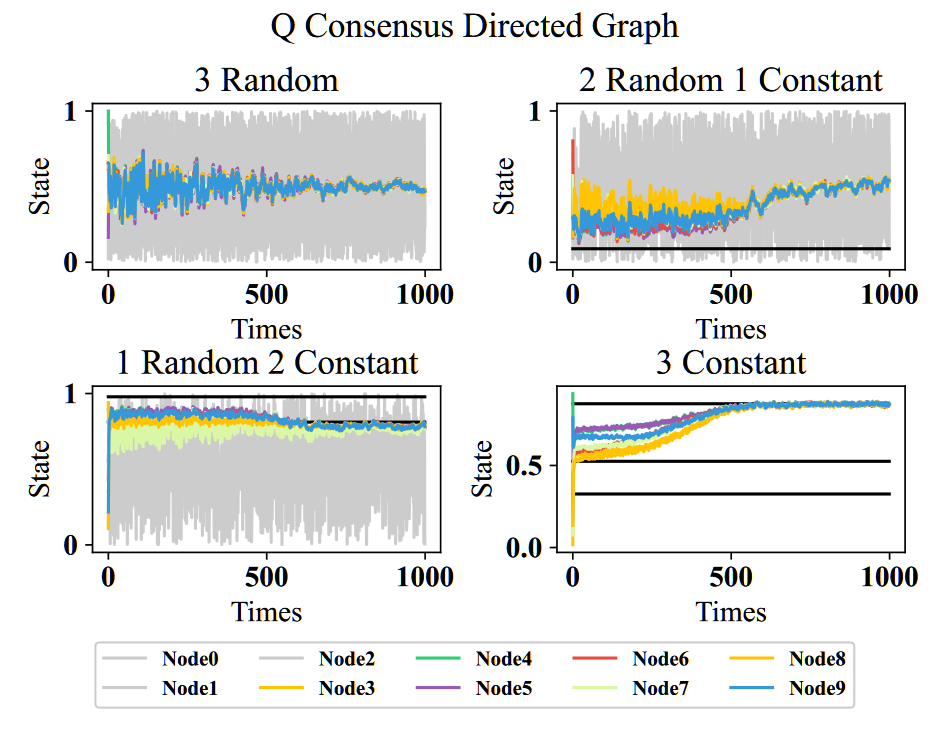 Q Consensus Directed Graph
3 Random
2 Random 1 Constant
1
0
State
0 500 1000
Times
1
0
State
0 500 1000
Times
1 Random 2 Constant
3 Constant
1
0
State
0 500 1000
Times
0.5
0.0
State
0 500 1000
Times
Node0 Node2 Node4 Node6 Node8
Node1 Node3 Node5 Node7 Node9